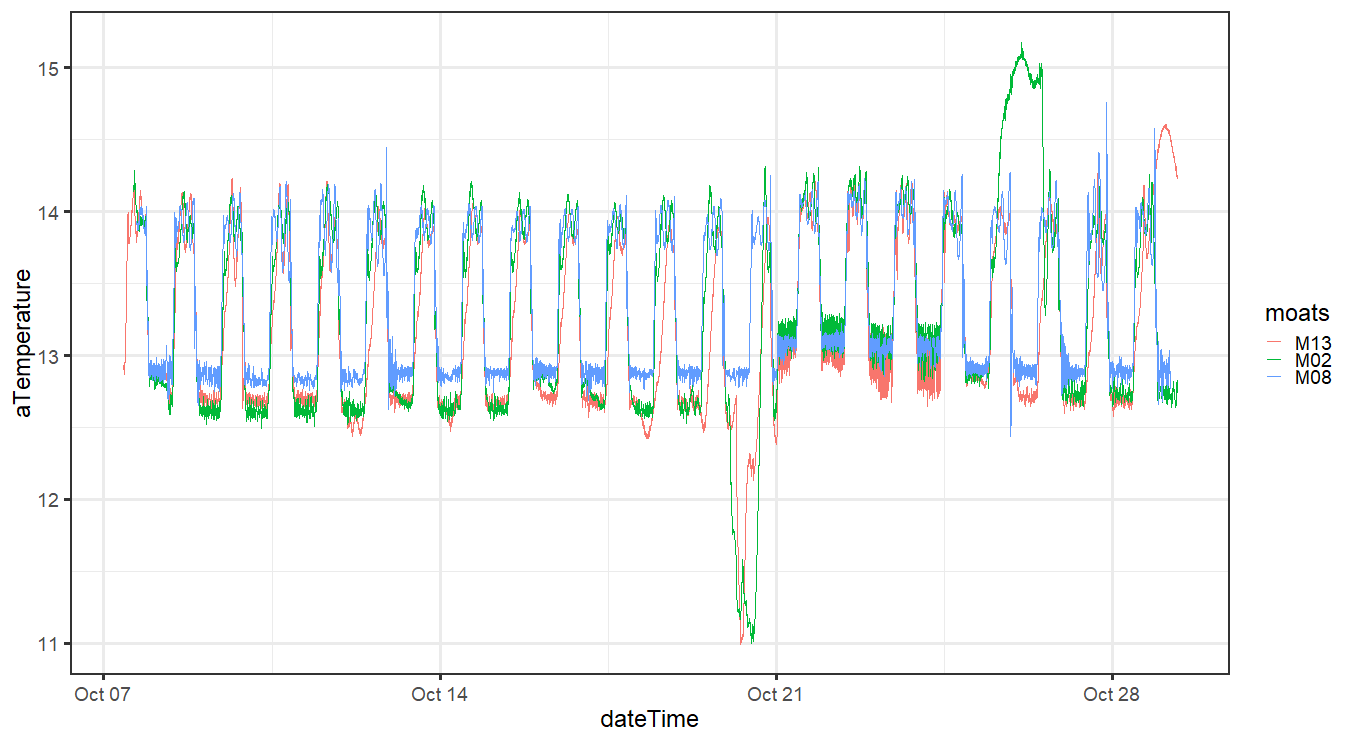 15
14
13
12
11
aTemperature
Oct 07
Oct 14
Oct 21
Oct 28
dateTime
moats
M13
M02
M08